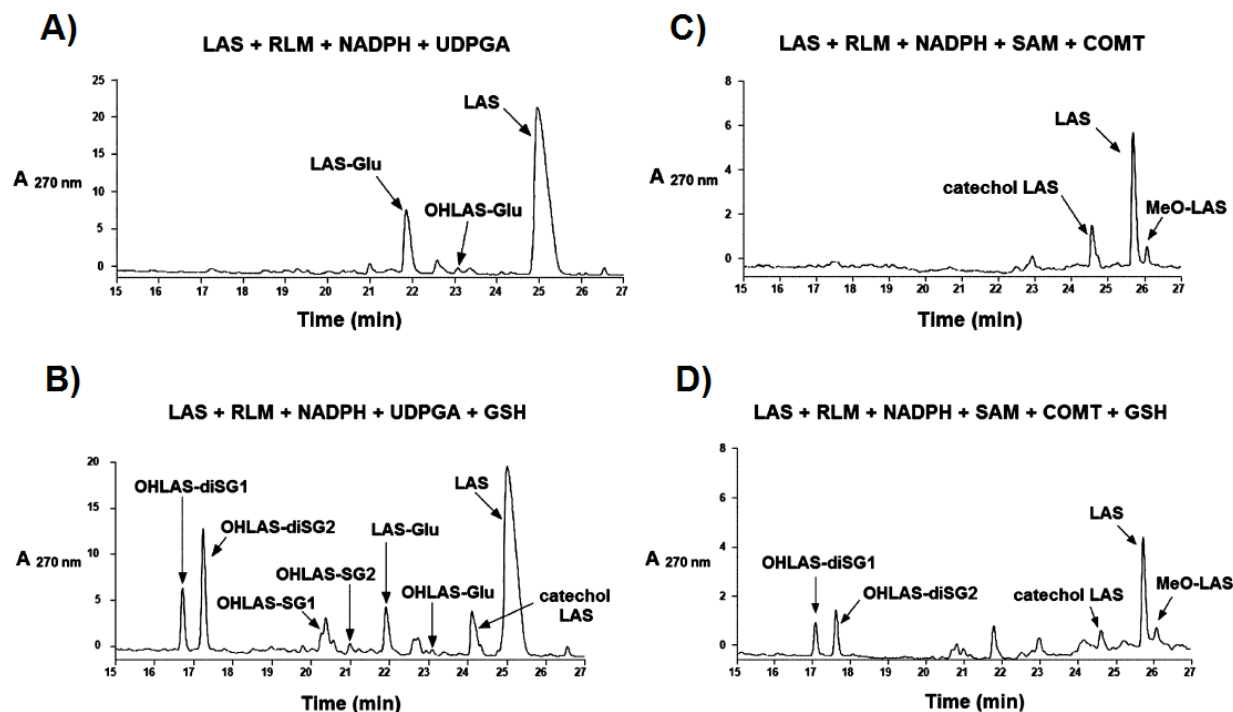 A)
LAS + RLM + NADPH + UDPGA
25
20
15
10
5
0
A 270 nm
LAS
LAS-Glu
OHLAS-Glu
15 16 17 18 19 20 21 22 23 24 25 26 27
Time (min)
B)
LAS + RLM + NADPH + UDPGA + GSH
20
15
10
5
0
A 270 nm
OHLAS-diSG1
OHLAS-diSG2
OHLAS-SG1
OHLAS-SG2
LAS-Glu
OHLAS-Glu
LAS
catechol
LAS
15 16 17 18 19 20 21 22 23 24 25 26 27
Time (min)
C)
LAS + RLM + NADPH + SAM + COMT
8
6
4
2
0
A 270 nm
LAS
catechol LAS
MeO-LAS
15 16 17 18 19 20 21 22 23 24 25 26 27
Time (min)
D)
LAS + RLM + NADPH + SAM + COMT + GSH
8
6
4
2
0
A 270 nm
OHLAS-diSG1
OHLAS-diSG2
catechol LAS
LAS
MeO-LAS
15 16 17 18 19 20 21 22 23 24 25 26 27
Time (min)